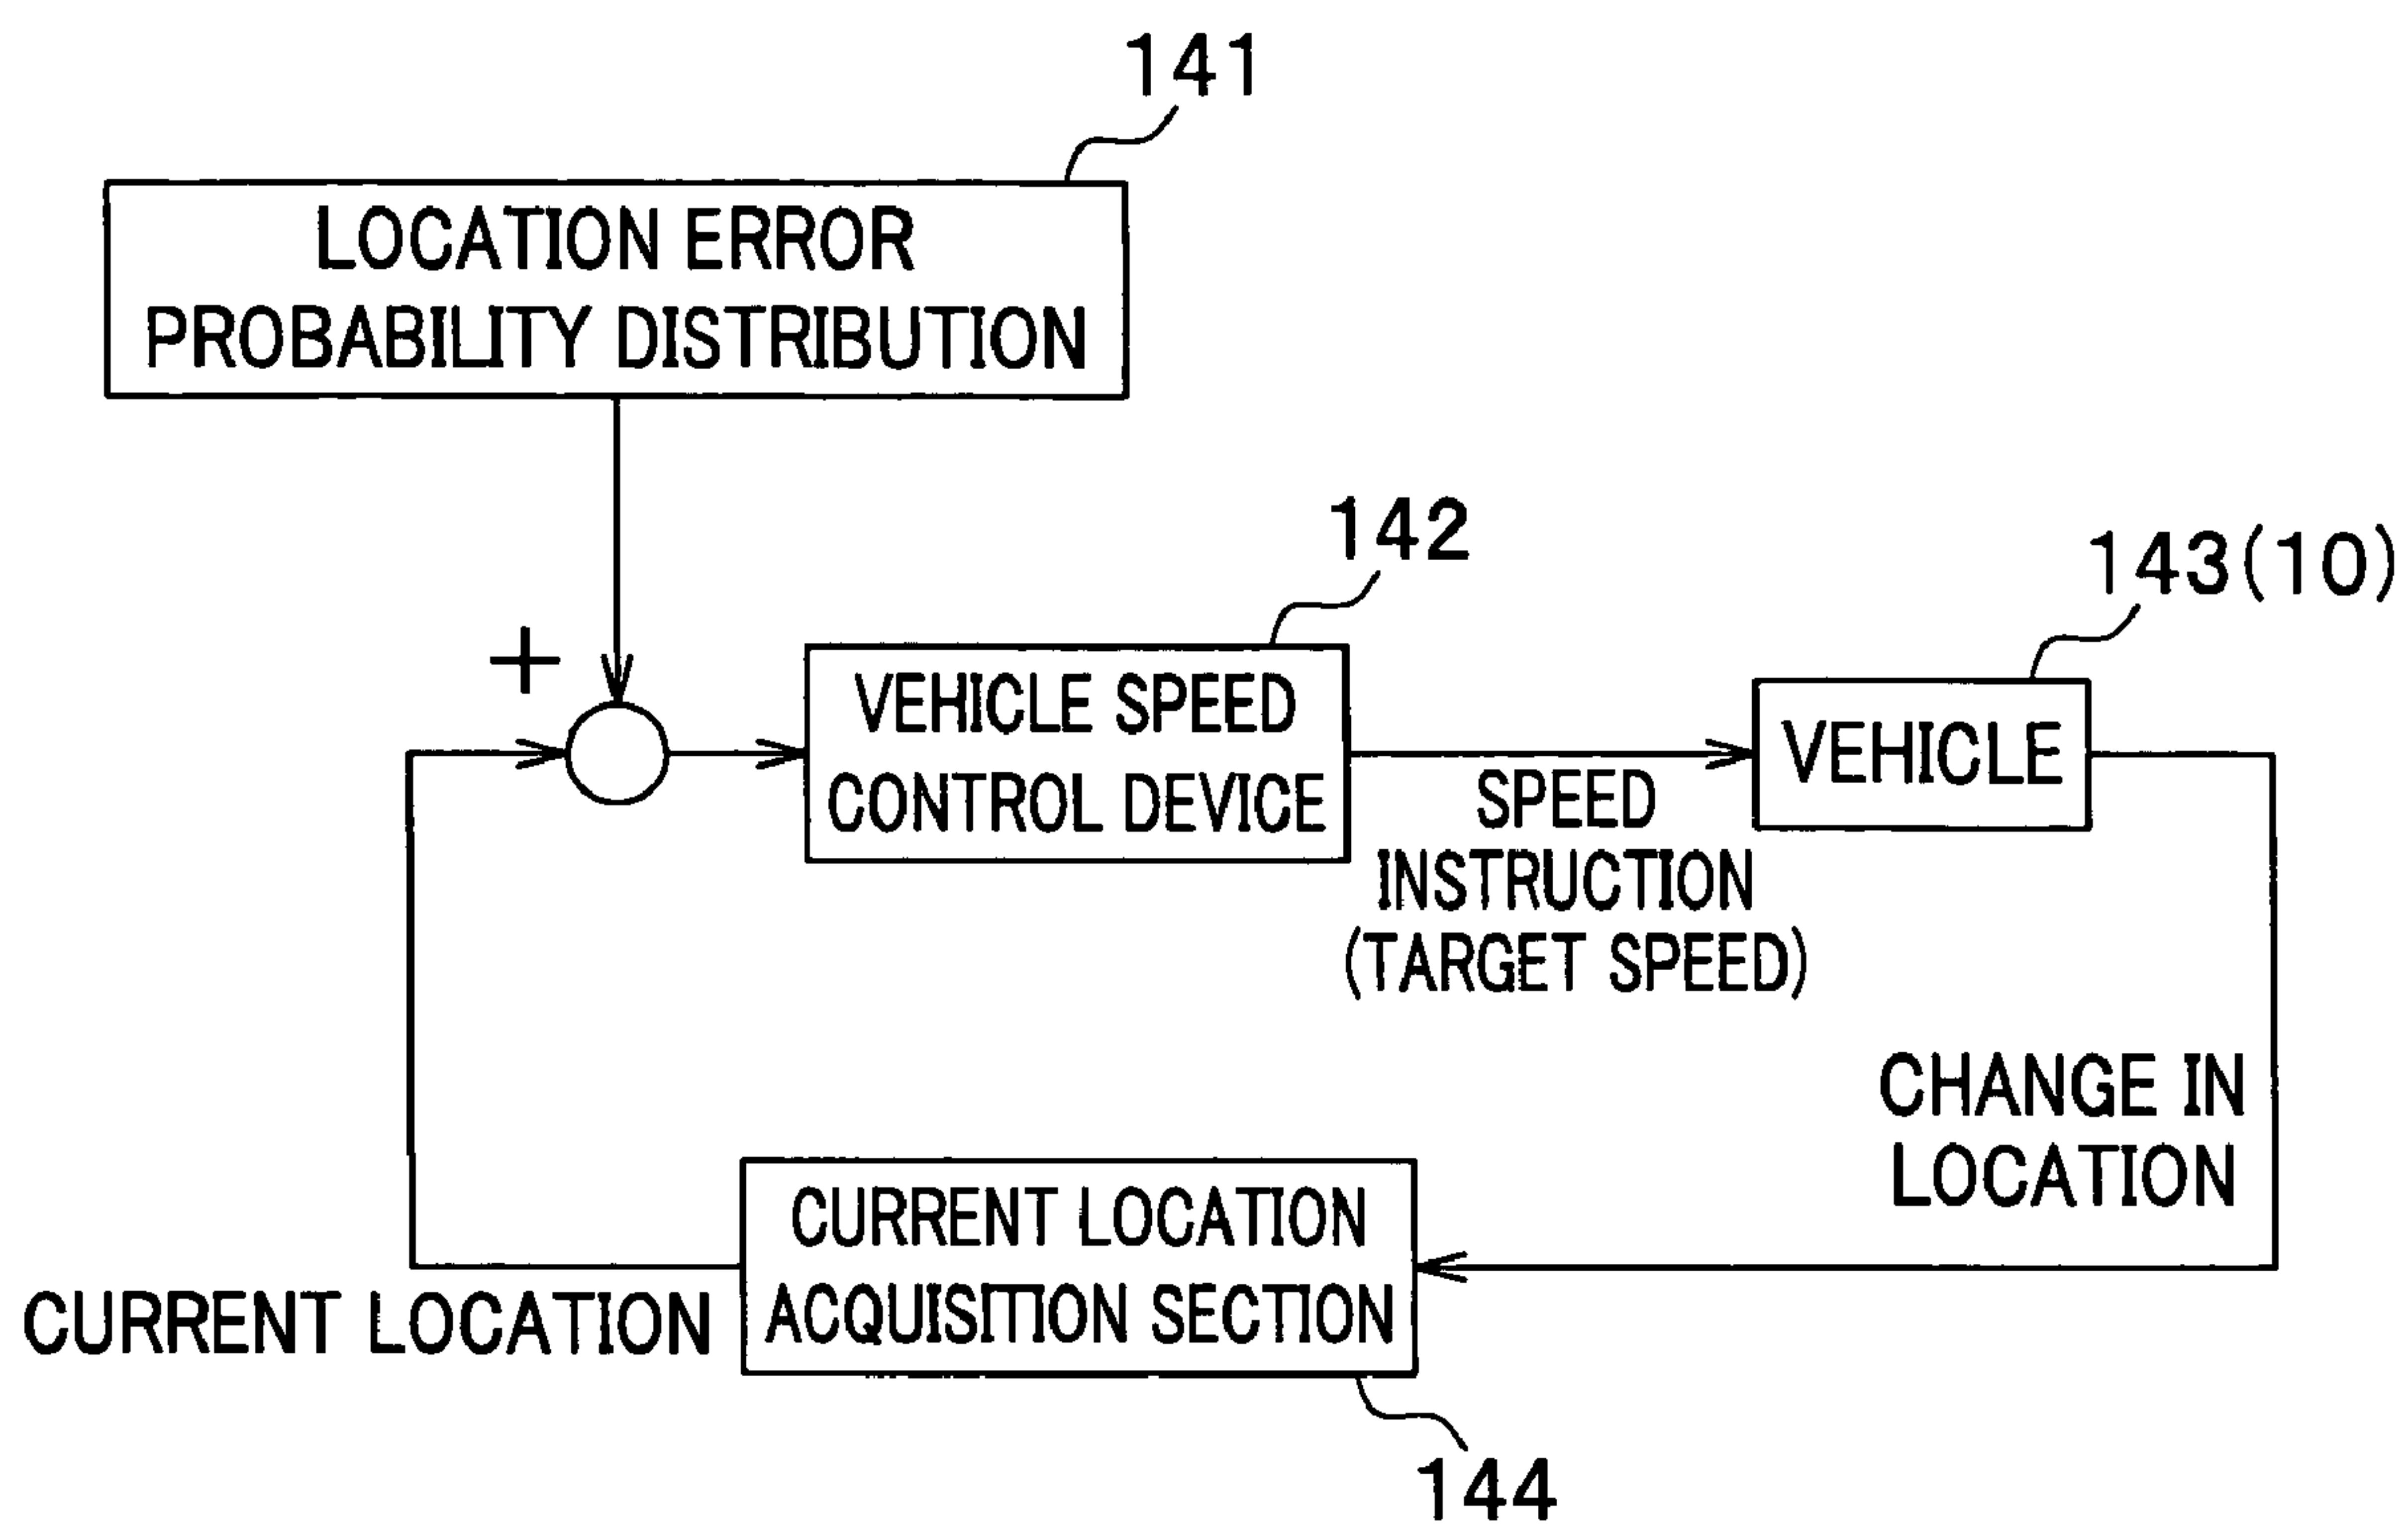 141
LOCATION ERROR
PROBABILITY DISTRIBUTION
142
143(10)
+
VEHICLE SPEED
CONTROL DEVICE
VEHICLE
SPEED
INSTRUCTION
(TARGET SPEED)
CHANGE IN
LOCATION
CURRENT LOCATION
ACQUISITION SECTION
CURRENT LOCATION
144